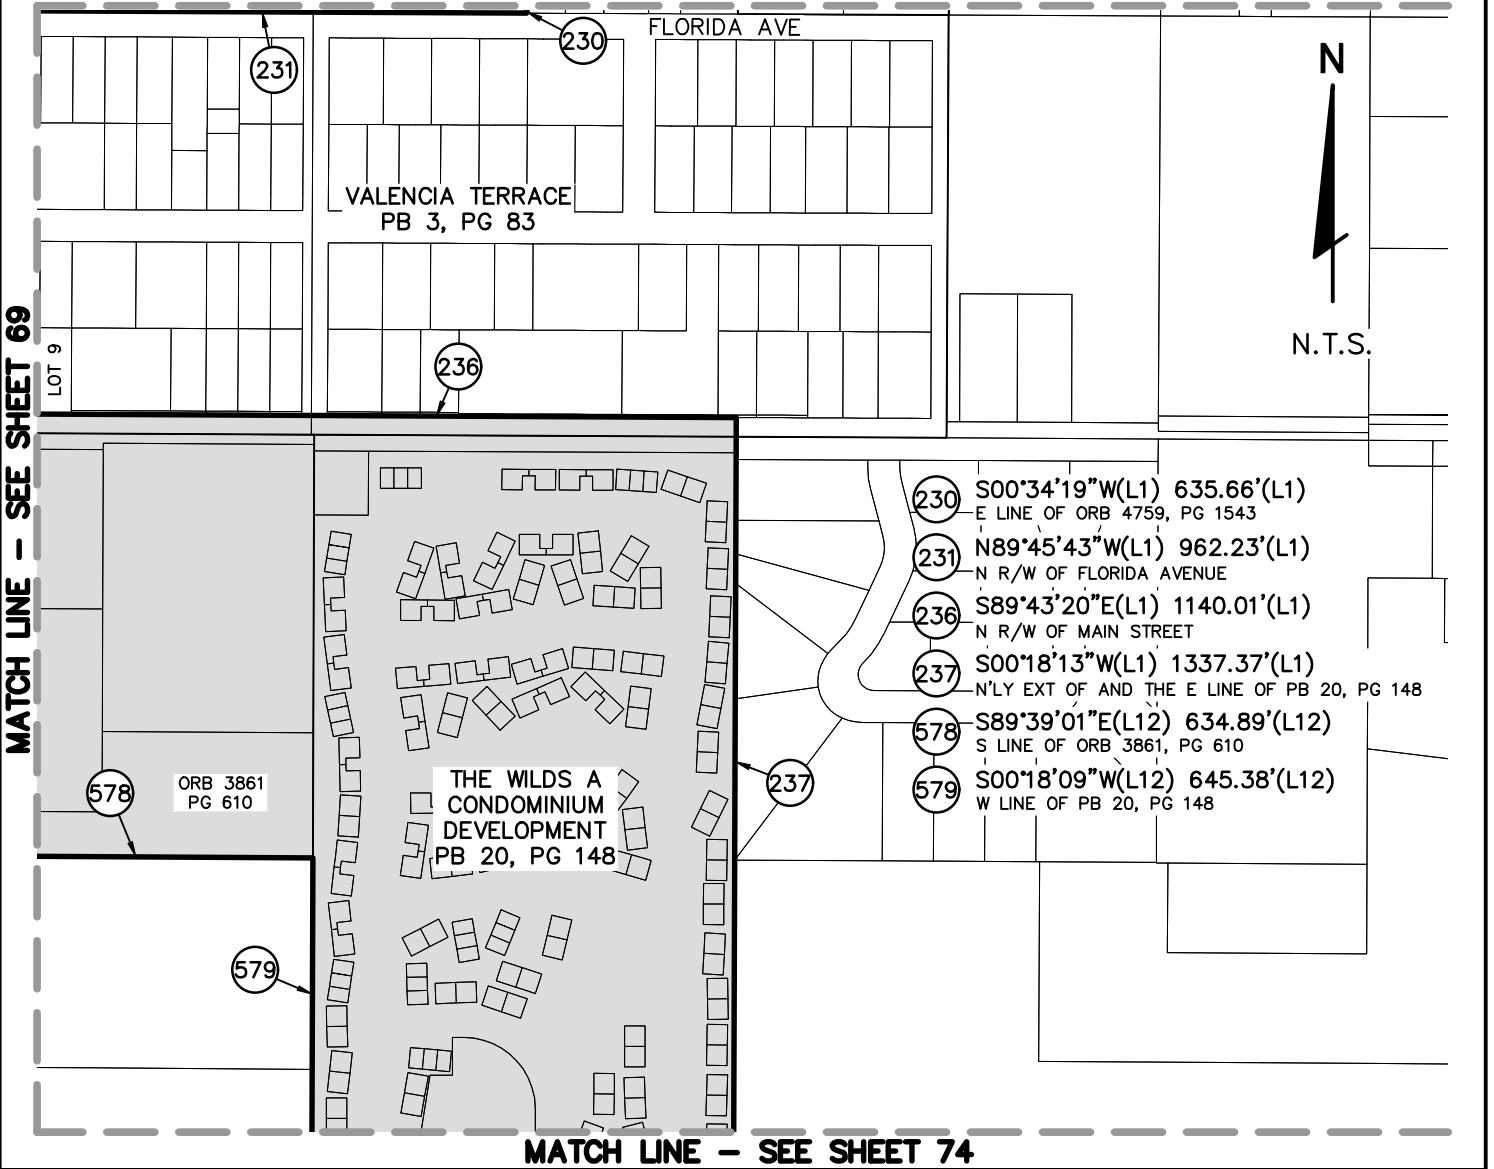 FLORIDA AVE
230
231
N
N.T.S.
VALENCIA TERRACE
PB 3, PG 83
MATCH LINE - SEE SHEET 69
LOT 9
236
230 S00°34'19"W(L1) 635.66'(L1)
E LINE OF ORB 4759, PG 1543
231 N89°45'43"W(L1) 962.23'(L1)
N R/W OF FLORIDA AVENUE
236 S89°43'20"E(L1) 1140.01'(L1)
N R/W OF MAIN STREET
237 S00°18'13"W(L1) 1337.37'(L1)
N'LY EXT OF AND THE E LINE OF PB 20, PG 148
578 S89°39'01"E(L12) 634.89'(L12)
S LINE OF ORB 3861, PG 610
579 S00°18'09"W(L12) 645.38'(L12)
W LINE OF PB 20, PG 148
578
ORB 3861
PG 610
THE WILDS A
CONDOMINIUM
DEVELOPMENT
PB 20, PG 148
237
579
MATCH LINE - SEE SHEET 74